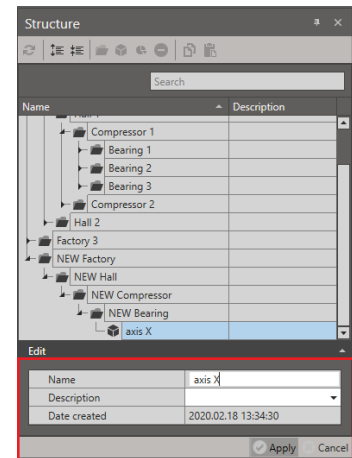 Structure
Search
Name Description
Hall 1
Compressor 1
Bearing 1
Bearing 2
Bearing 3
Compressor 2
Hall 2
Factory 3
NEW Factory
NEW Hall
NEW Compressor
NEW Bearing
axis X
Edit
Name axis X
Description
Date created 2020.02.18 13:34:30
Apply Cancel